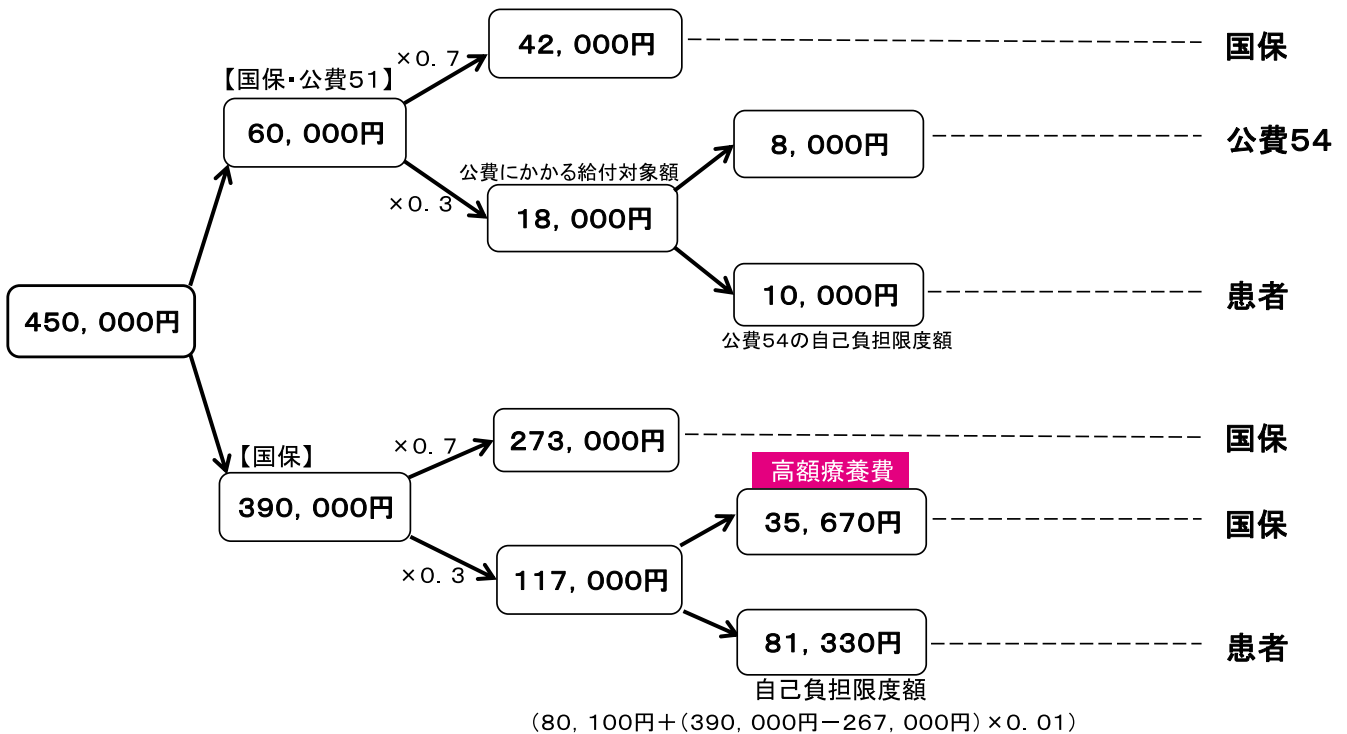 42,000円
国保
×0.7
【国保・公費51】
60,000円
8,000円
公費54
公費にかかる給付対象額
×0.3
18,000円
10,000円
患者
公費54の自己負担限度額
450,000円
273,000円
国保
×0.7
【国保】
高額療養費
390,000円
35,670円
国保
×0.3
117,000円
81,330円
患者
自己負担限度額
(80,100円+(390,000円-267,000円)×0.01)